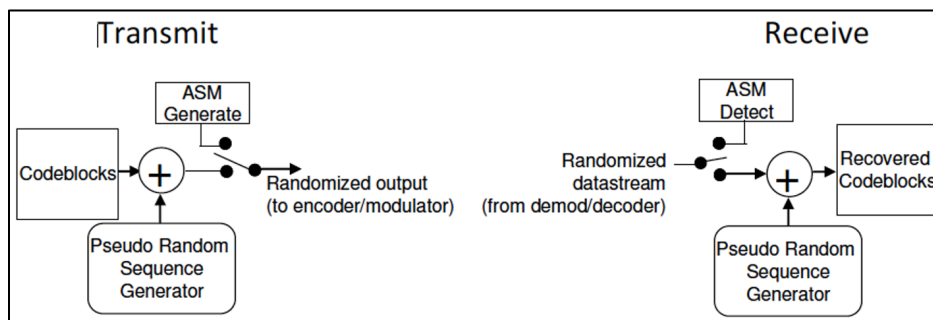 Transmit
ASM
Generate
Codeblocks
+
Randomized output
(to encoder/modulator)
Pseudo Random
Sequence
Generator
Receive
ASM
Detect
Randomized
datastream
(from demod/decoder)
+
Recovered
Codeblocks
Pseudo Random
Sequence
Generator